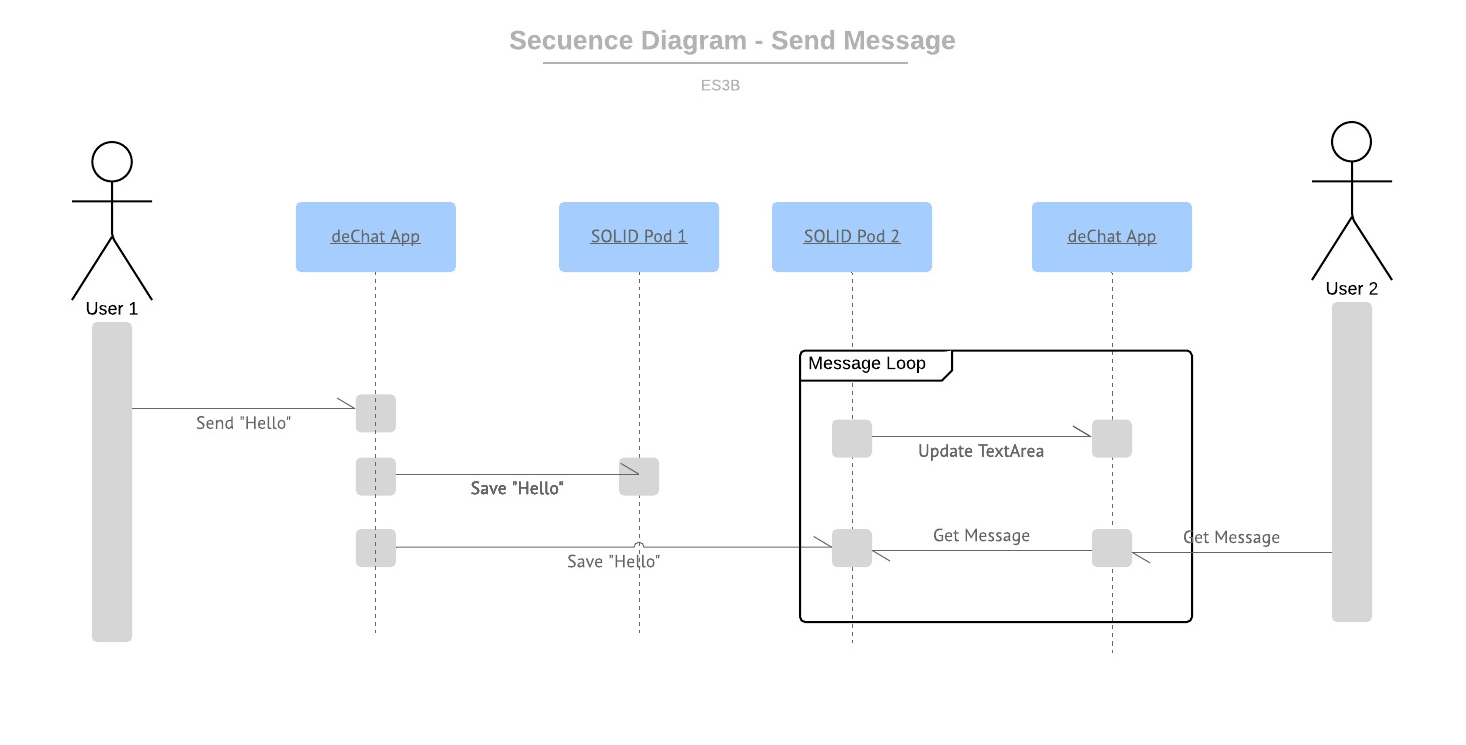 Secuence Diagram - Send Message
ES3B
User 1
deChat App
SOLID Pod 1
SOLID Pod 2
deChat App
User 2
Message Loop
Send "Hello"
Update TextArea
Save "Hello"
Get Message
Get Message
Save "Hello"